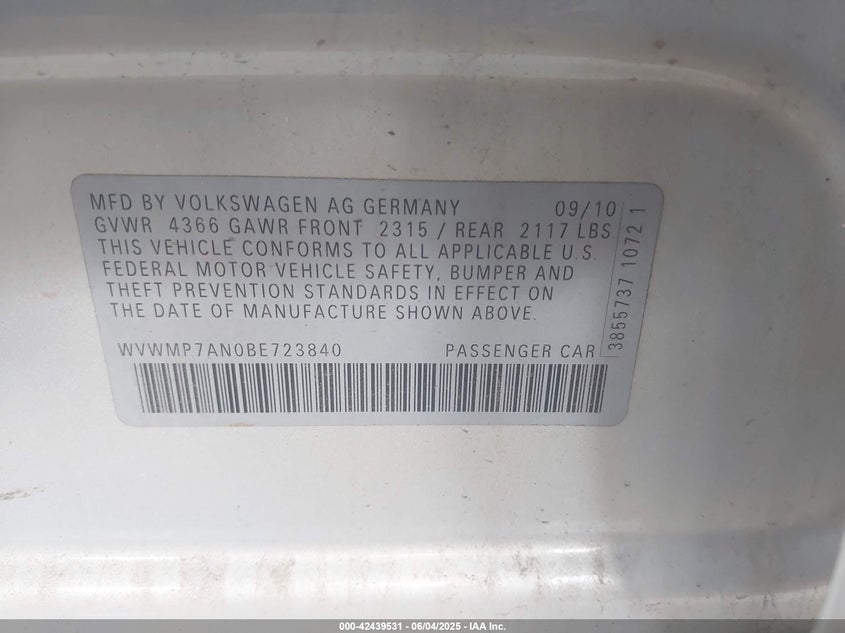 MFD BY VOLKSWAGEN AG GERMANY 09/10
GVWR 4366 GAWR FRONT 2315 / REAR 2117 LBS
THIS VEHICLE CONFORMS TO ALL APPLICABLE U.S.
FEDERAL MOTOR VEHICLE SAFETY, BUMPER AND
THEFT PREVENTION STANDARDS IN EFFECT ON
THE DATE OF MANUFACTURE SHOWN ABOVE.
WVWMP7AN0BE723840 PASSENGER CAR
3855737 1072 1
000-42439531 - 06/04/2025 - IAA Inc.